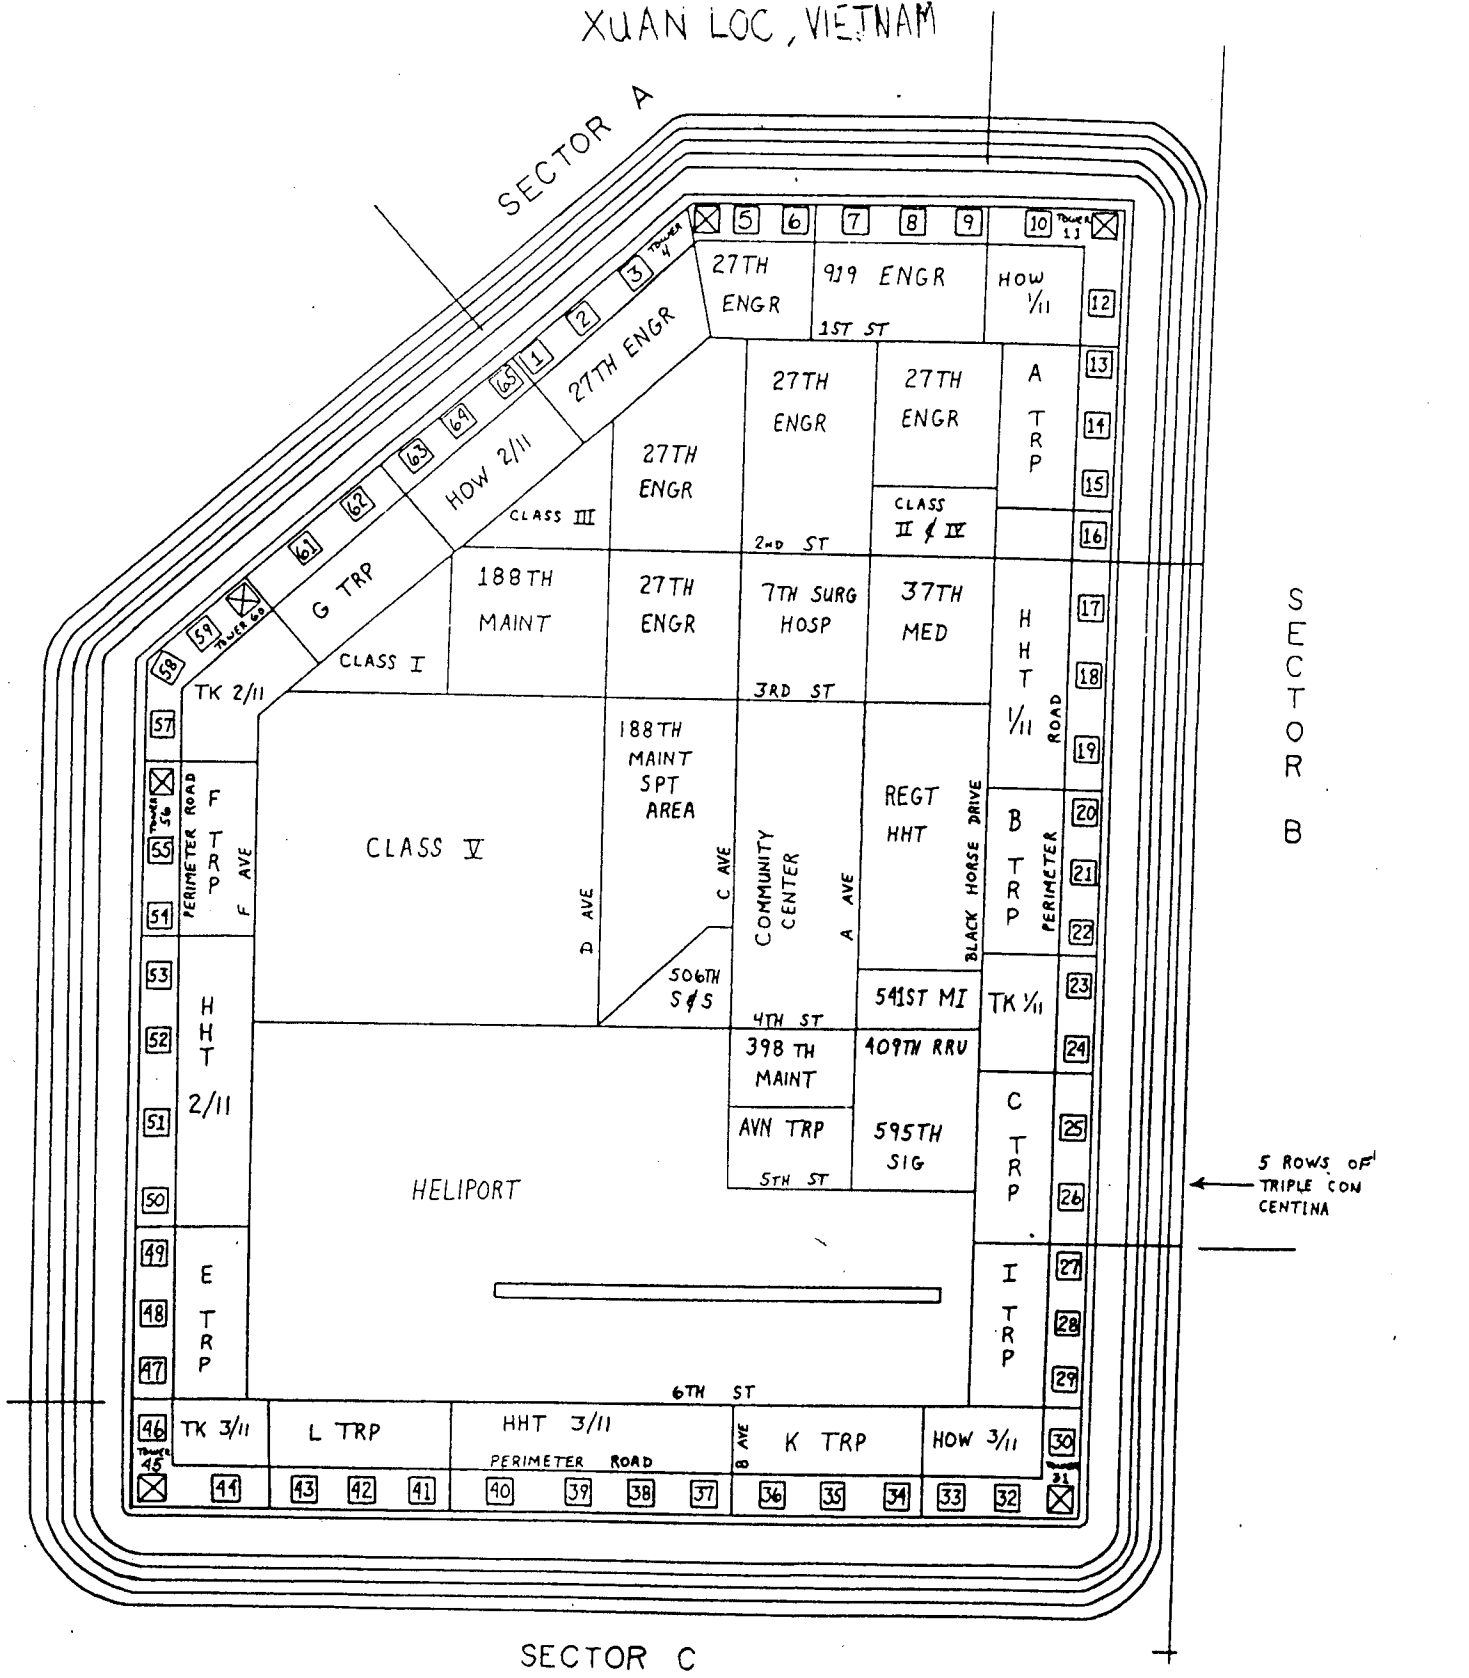 XUAN LOC, VIETNAM
SECTOR A
TOWER
4
5
6
7
8
9
10
TOWER
11
3
2
1
65
64
63
62
61
TOWER 60
59
58
57
TOWER
56
55
54
53
52
51
50
49
48
47
46
TOWER
45
12
13
14
15
16
17
18
19
20
21
22
23
24
25
26
27
28
29
30
TOWER
31
27TH
ENGR
919 ENGR
1ST ST
HOW
1/11
27TH ENGR
HOW 2/11
G TRP
TK 2/11
27TH
ENGR
27TH
ENGR
A
TRP
27TH
ENGR
CLASS III
CLASS
II & IV
2ND ST
188TH
MAINT
27TH
ENGR
7TH SURG
HOSP
37TH
MED
HHT
1/11
CLASS I
3RD ST
PERIMETER ROAD
F
TRP
F AVE
CLASS V
188TH
MAINT
SPT
AREA
D AVE
C AVE
COMMUNITY
CENTER
A AVE
REGT
HHT
BLACK HORSE DRIVE
B
TRP
PERIMETER ROAD
506TH
S & S
4TH ST
541ST MI
TK 1/11
HHT
2/11
398 TH
MAINT
409TH RRU
AVN TRP
5TH ST
595TH
SIG
C
TRP
HELIPORT
E
TRP
I
TRP
6TH ST
TK 3/11
L TRP
HHT 3/11
PERIMETER ROAD
B AVE
K TRP
HOW 3/11
44
43
42
41
40
39
38
37
36
35
34
33
32
SECTOR B
5 ROWS OF
TRIPLE CON
CENTINA
SECTOR C